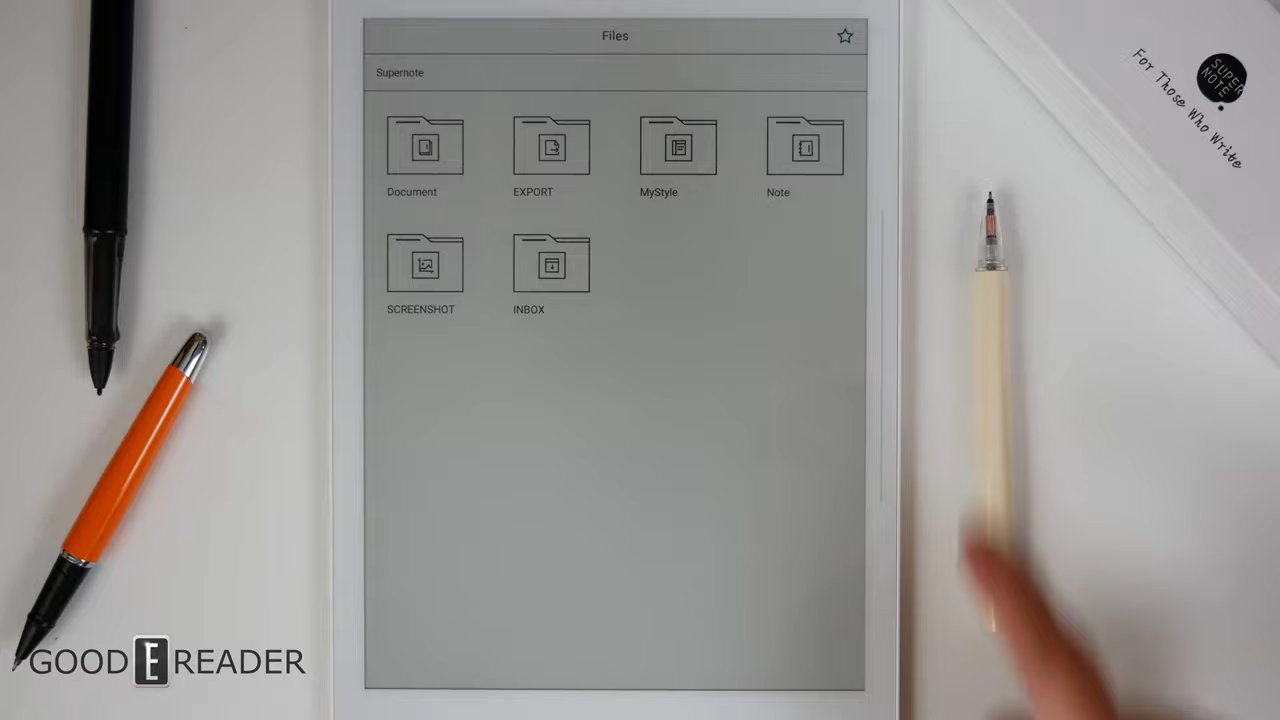 Files
Supernote
Document
EXPORT
MyStyle
Note
SCREENSHOT
INBOX
SUPER
NOTE
For Those Who Write
GOOD E READER